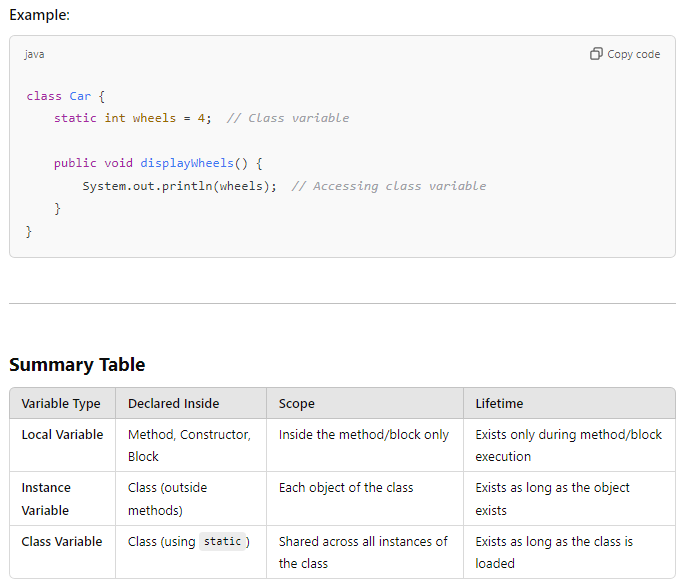 Example:
java
Copy code
class Car {
    static int wheels = 4;  // Class variable
    public void displayWheels() {
        System.out.println(wheels);  // Accessing class variable
    }
}
Summary Table
Variable Type Declared Inside Scope Lifetime
Local Variable Method, Constructor, Block Inside the method/block only Exists only during method/block execution
Instance Variable Class (outside methods) Each object of the class Exists as long as the object exists
Class Variable Class (using static) Shared across all instances of the class Exists as long as the class is loaded